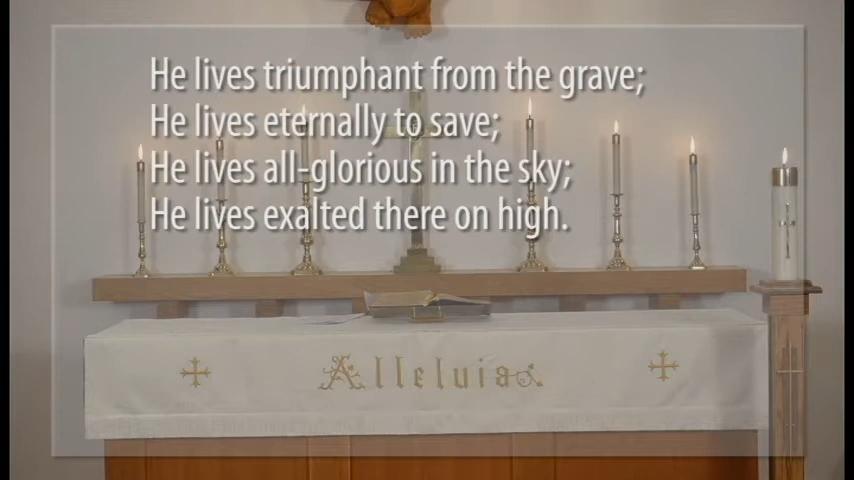 He lives triumphant from the grave;
He lives eternally to save;
He lives all-glorious in the sky;
He lives exalted there on high.
Alleluia